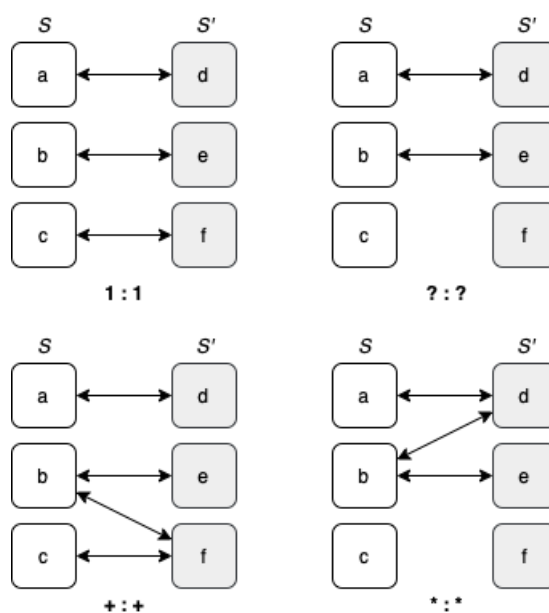 S S' S S'
a d a d
b e b e
c f c f
1 : 1 ? : ?
S S' S S'
a d a d
b e b e
c f c f
+ : + * : *